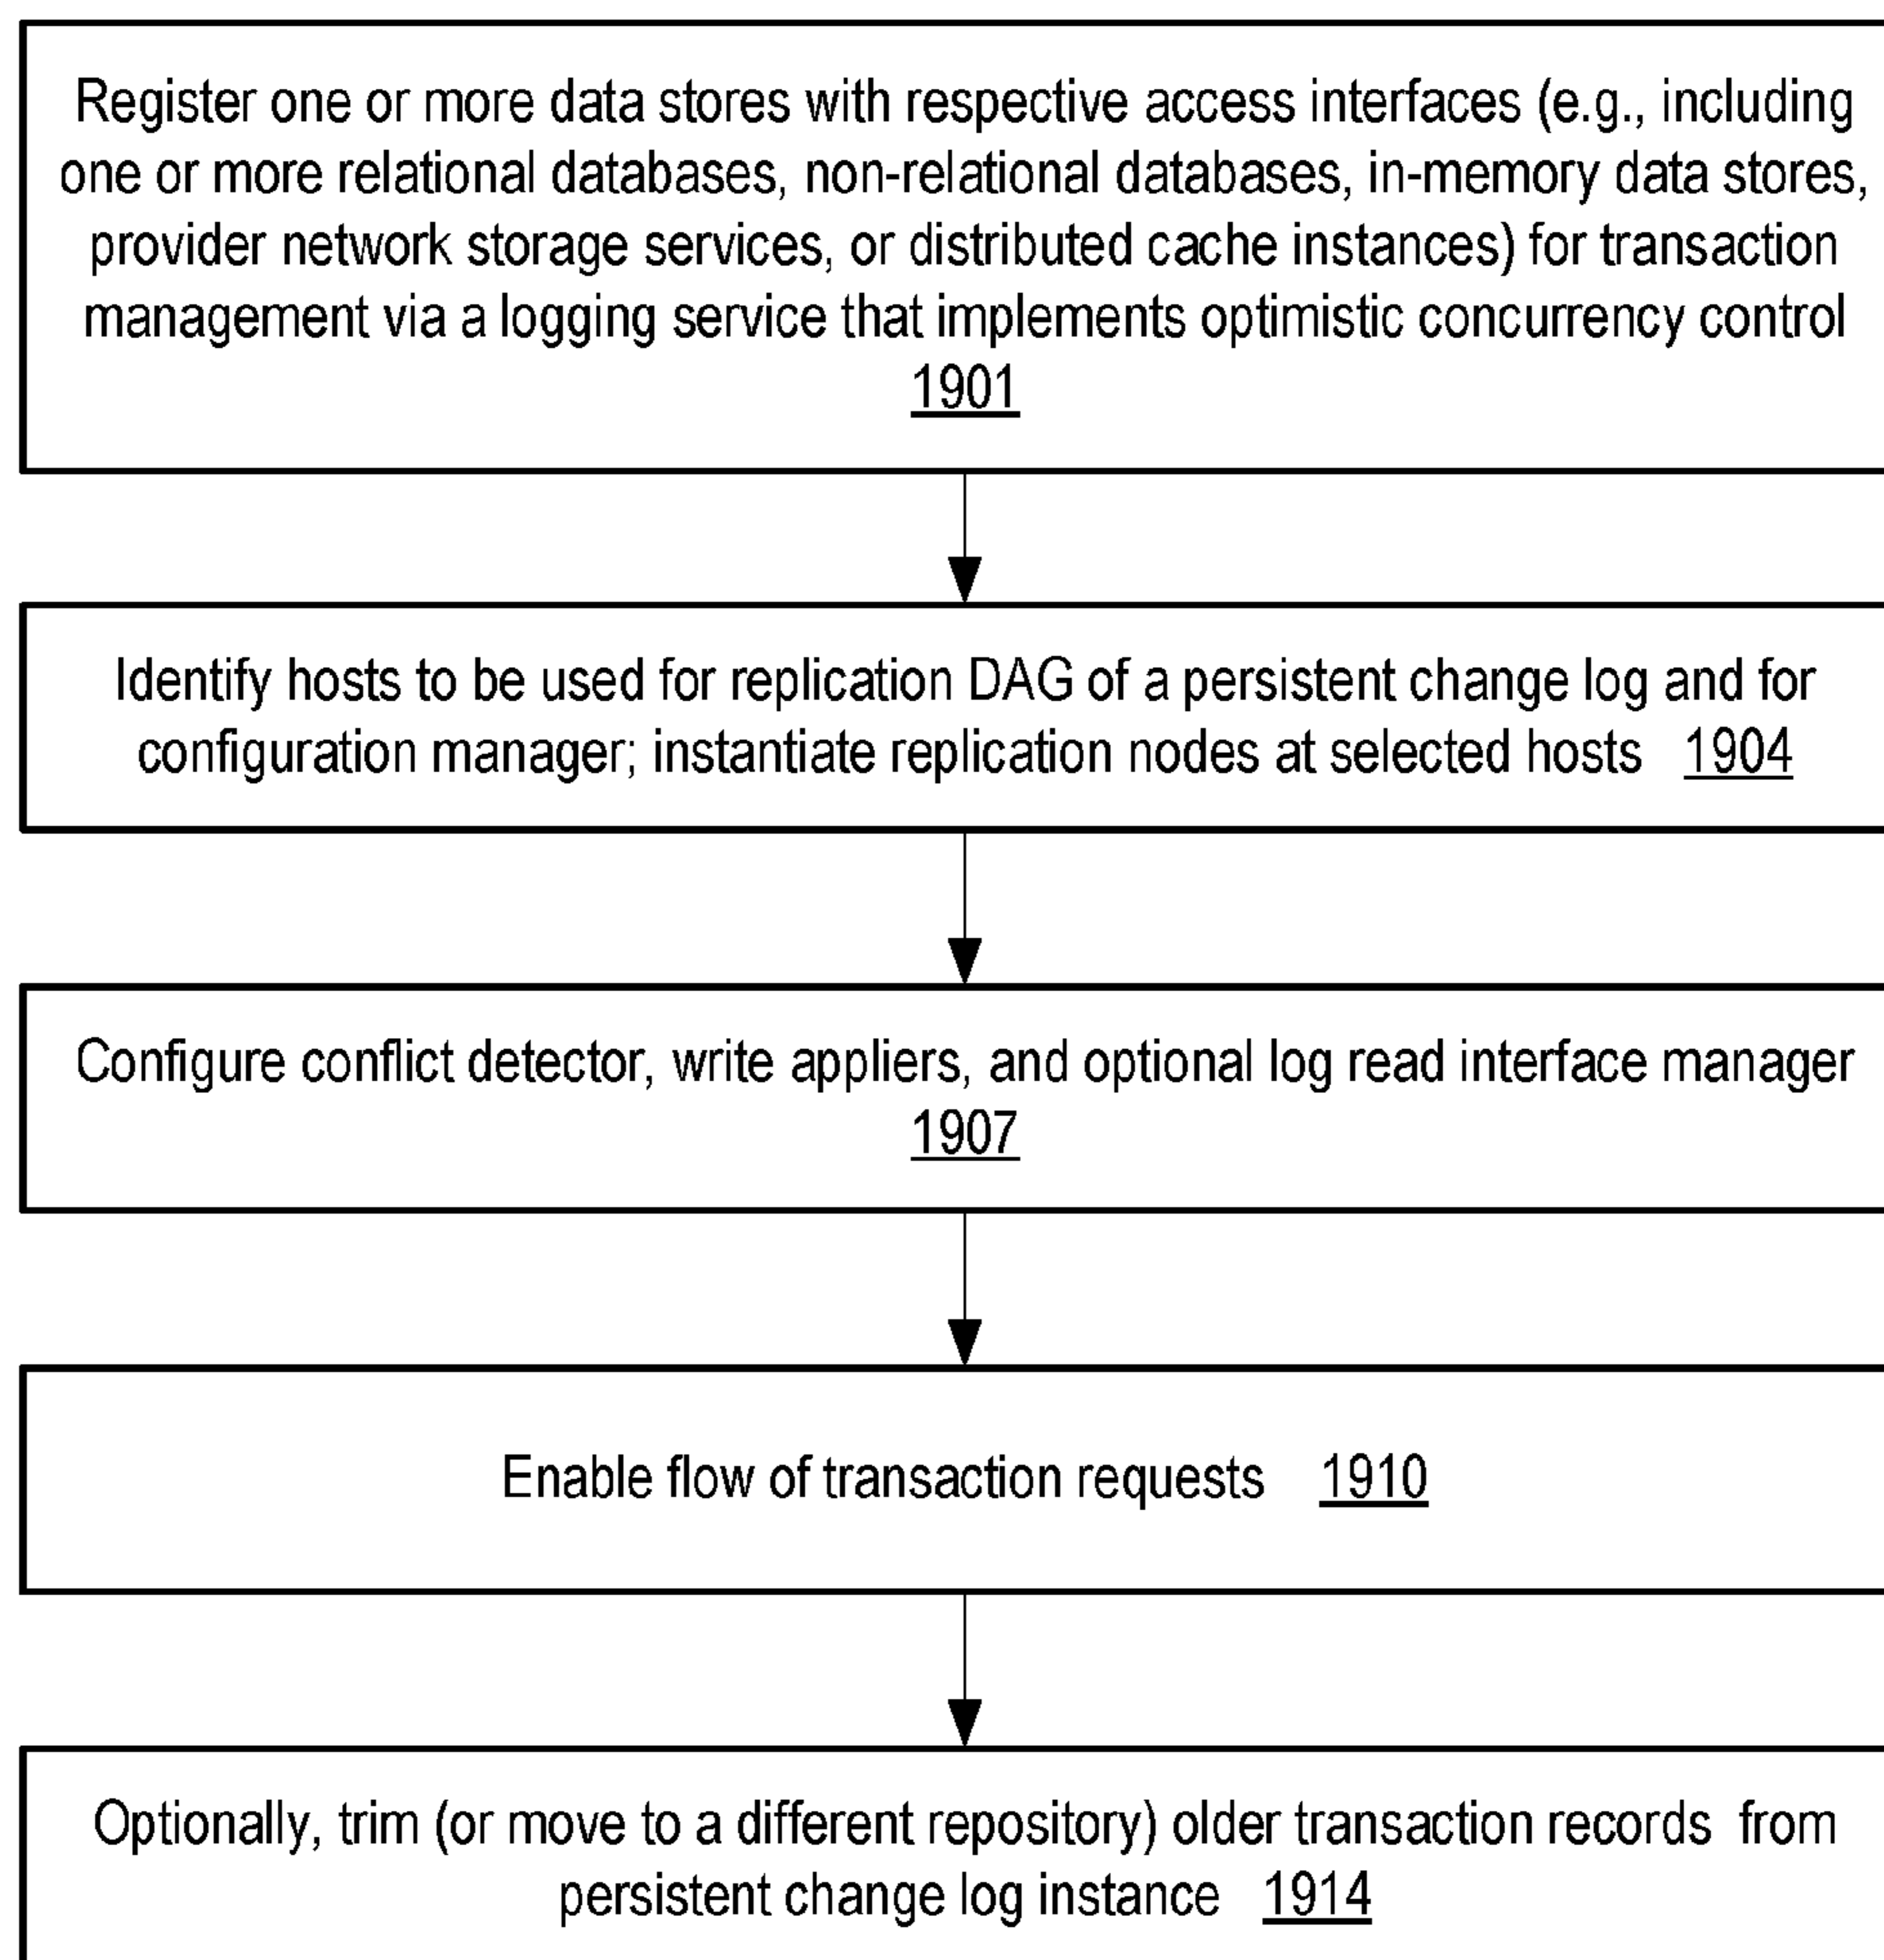 Register one or more data stores with respective access interfaces (e.g., including
one or more relational databases, non-relational databases, in-memory data stores,
provider network storage services, or distributed cache instances) for transaction
management via a logging service that implements optimistic concurrency control
1901
Identify hosts to be used for replication DAG of a persistent change log and for
configuration manager; instantiate replication nodes at selected hosts 1904
Configure conflict detector, write appliers, and optional log read interface manager
1907
Enable flow of transaction requests 1910
Optionally, trim (or move to a different repository) older transaction records from
persistent change log instance 1914